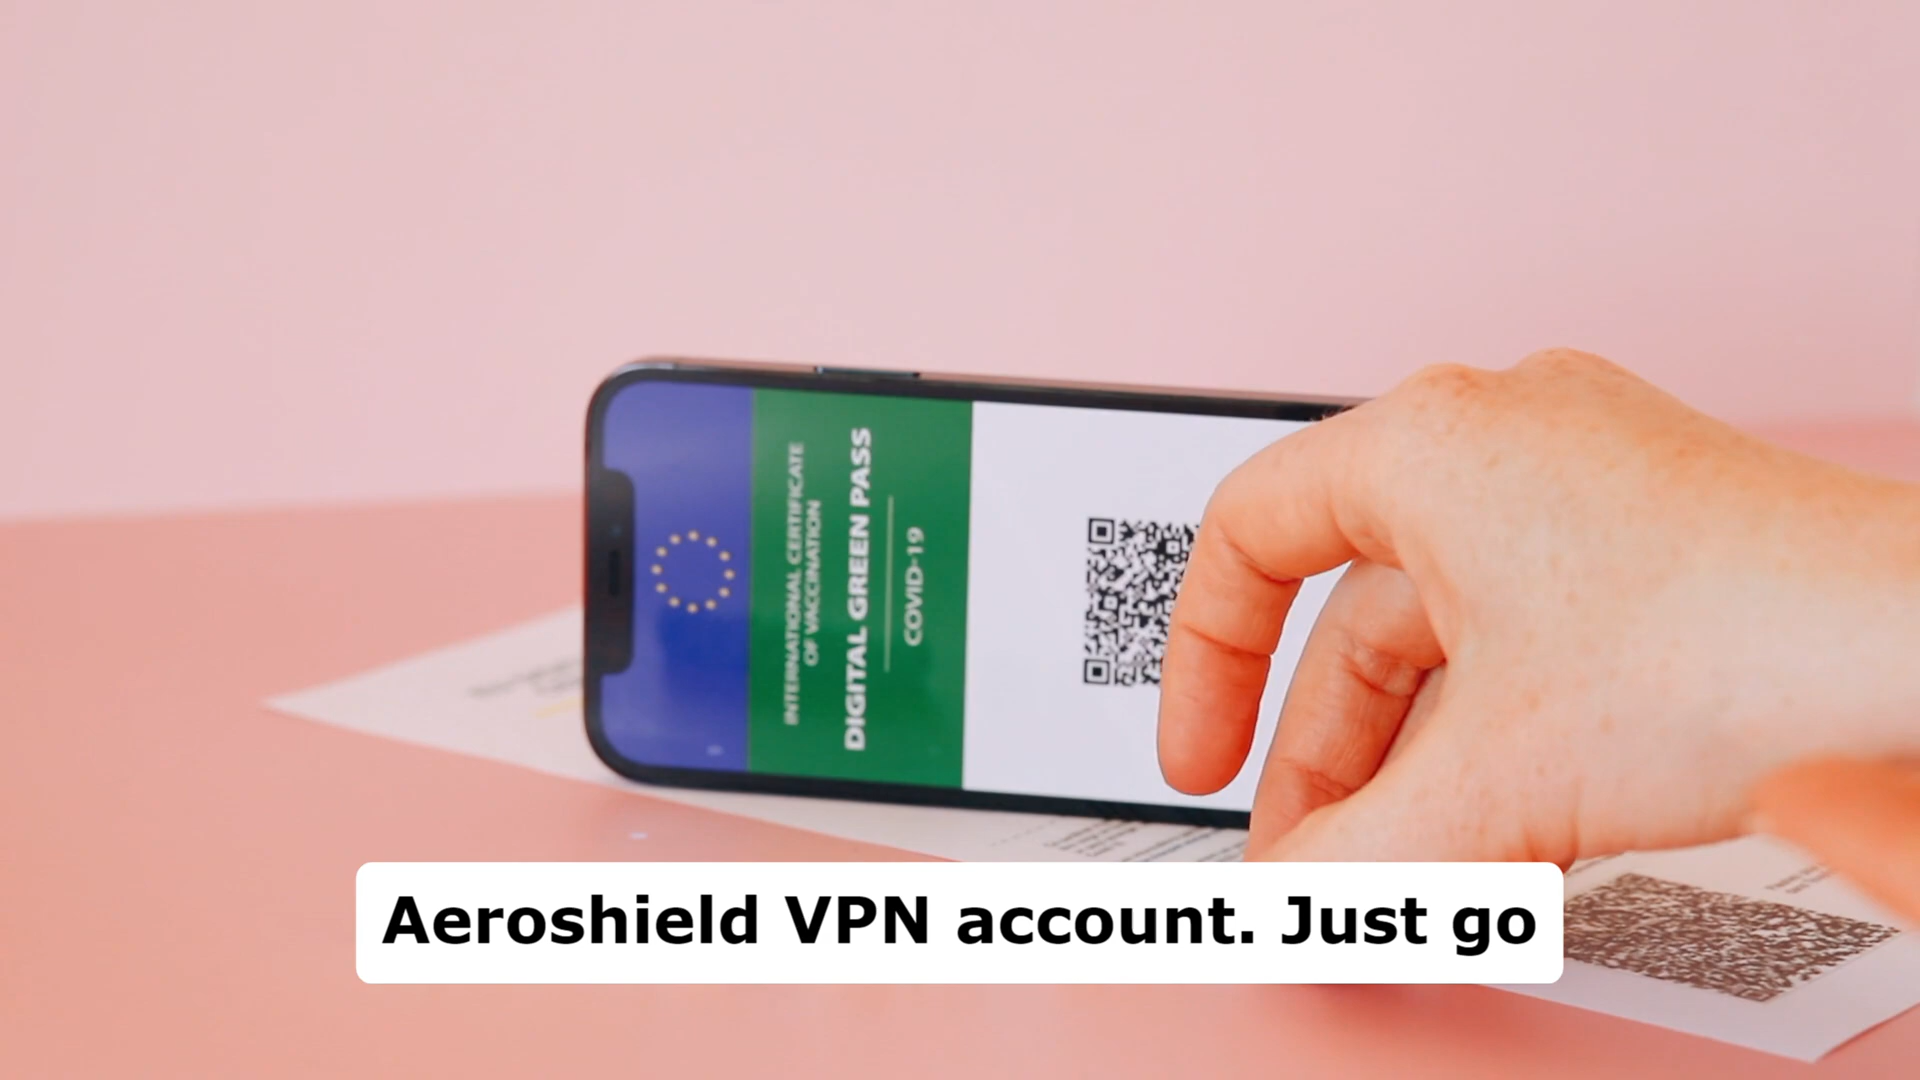 INTERNATIONAL CERTIFICATE
OF VACCINATION
DIGITAL GREEN PASS
COVID-19
Aeroshield VPN account. Just go